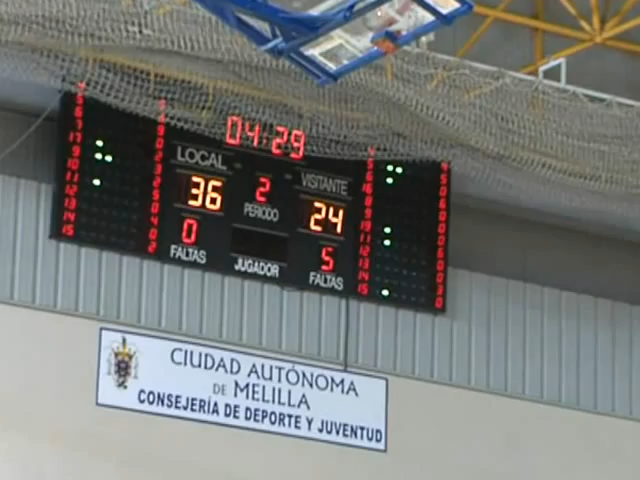 04:29
LOCAL
VISITANTE
36
2
24
PERIODO
0
5
FALTAS
JUGADOR
FALTAS
CIUDAD AUTÓNOMA
DE MELILLA
CONSEJERÍA DE DEPORTE Y JUVENTUD